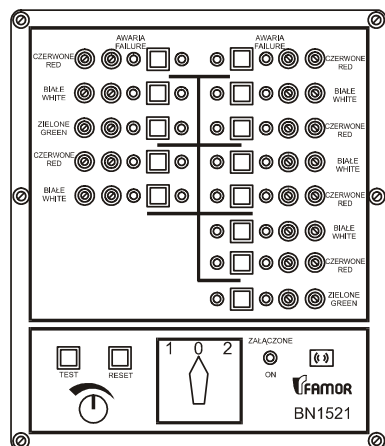 AWARIA
FAILURE
AWARIA
FAILURE
CZERWONE
RED
CZERWONE
RED
BIAŁE
WHITE
BIAŁE
WHITE
ZIELONE
GREEN
CZERWONE
RED
CZERWONE
RED
BIAŁE
WHITE
BIAŁE
WHITE
CZERWONE
RED
BIAŁE
WHITE
CZERWONE
RED
ZIELONE
GREEN
1 0 2
ZAŁĄCZONE
ON
TEST
RESET
FAMOR
BN1521